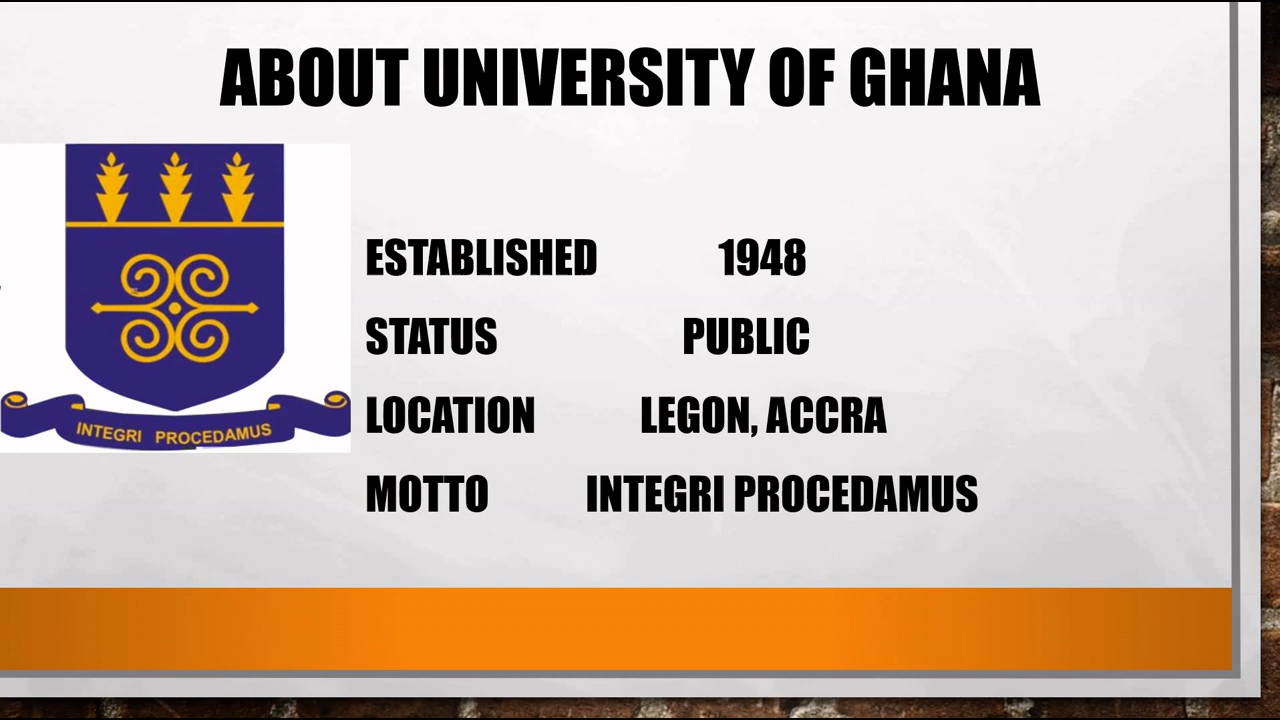 ABOUT UNIVERSITY OF GHANA
ESTABLISHED 1948
STATUS PUBLIC
LOCATION LEGON, ACCRA
MOTTO INTEGRI PROCEDAMUS
INTEGRI PROCEDAMUS